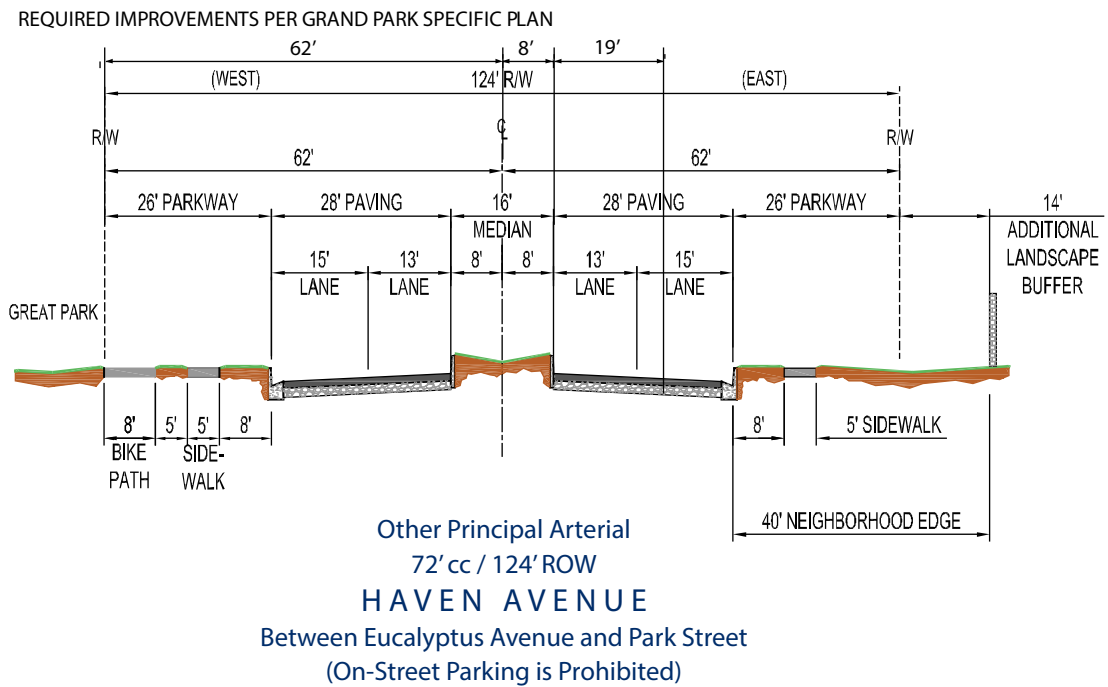 REQUIRED IMPROVEMENTS PER GRAND PARK SPECIFIC PLAN
62' 8' 19'
(WEST) 124' R/W (EAST)
R/W ℄ R/W
62' 62'
26' PARKWAY 28' PAVING 16' 28' PAVING 26' PARKWAY 14'
MEDIAN ADDITIONAL
15' 13' 8' 8' 13' 15' LANDSCAPE
LANE LANE LANE LANE BUFFER
GREAT PARK
8' 5' 5' 8' 8' 5' SIDEWALK
BIKE SIDE-
PATH WALK
40' NEIGHBORHOOD EDGE
Other Principal Arterial
72' cc / 124' ROW
HAVEN AVENUE
Between Eucalyptus Avenue and Park Street
(On-Street Parking is Prohibited)